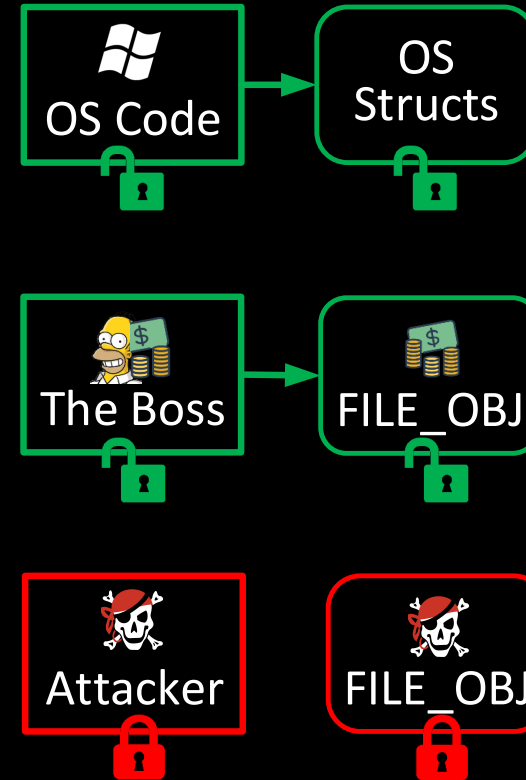 OS Code
OS
Structs
$
$
The Boss
FILE_OBJ
Attacker
FILE_OBJ